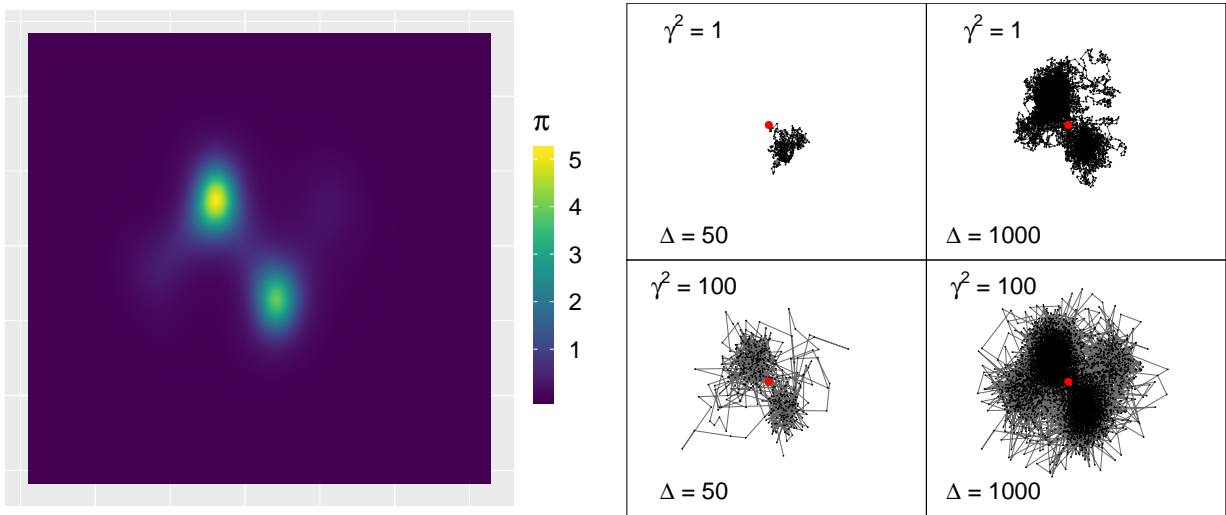 π
5
4
3
2
1
γ² = 1
Δ = 50
γ² = 1
Δ = 1000
γ² = 100
Δ = 50
γ² = 100
Δ = 1000